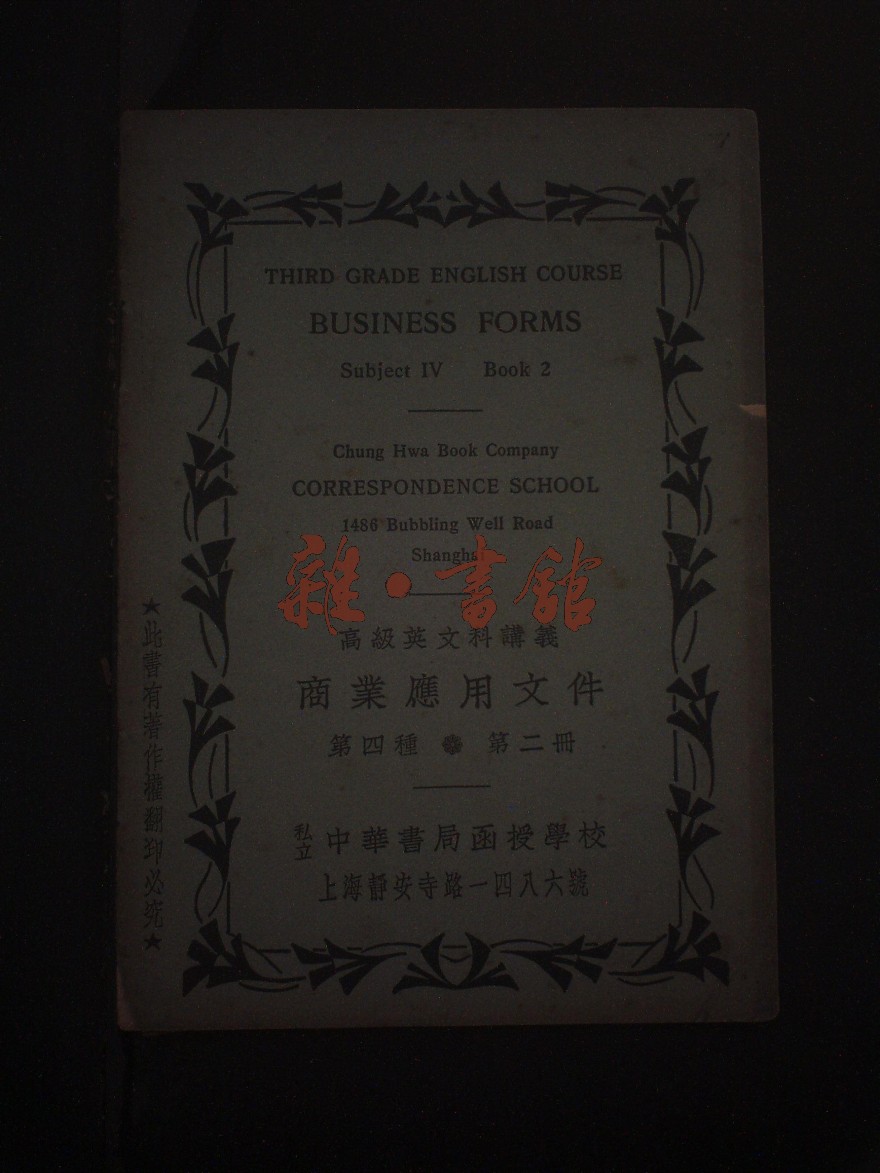 THIRD GRADE ENGLISH COURSE
BUSINESS FORMS
Subject IV Book 2
Chung Hwa Book Company
CORRESPONDENCE SCHOOL
1486 Bubbling Well Road
Shanghai
雜·書館
高級英文科講義
商業應用文件
第四種 ❁ 第二冊
私立 中華書局函授學校
上海靜安寺路一四八六號
★此書有著作權翻印必究★